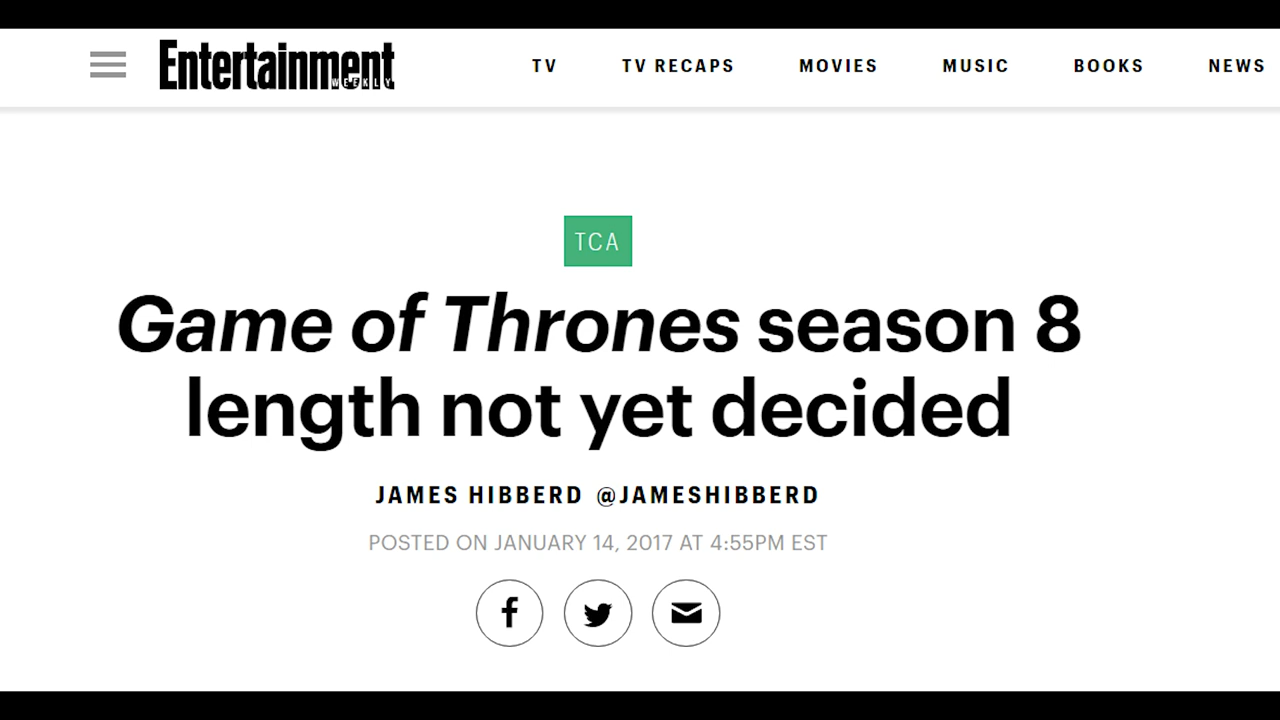 Entertainment WEEKLY TV TV RECAPS MOVIES MUSIC BOOKS NEWS
TCA
Game of Thrones season 8
length not yet decided
JAMES HIBBERD @JAMESHIBBERD
POSTED ON JANUARY 14, 2017 AT 4:55PM EST
f